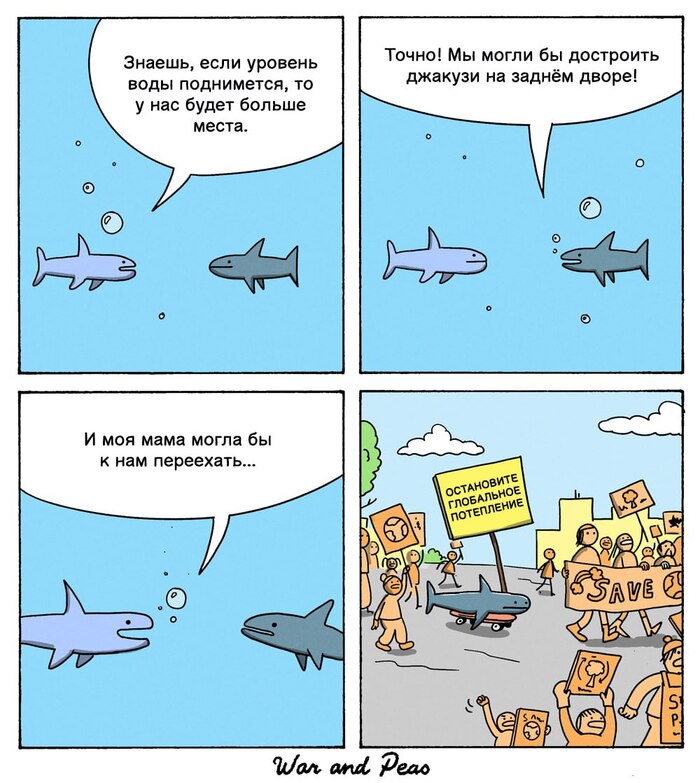 Знаешь, если уровень
воды поднимется, то
у нас будет больше
места.
Точно! Мы могли бы достроить
джакузи на заднём дворе!
И моя мама могла бы
к нам переехать...
ОСТАНОВИТЕ
ГЛОБАЛЬНОЕ
ПОТЕПЛЕНИЕ
SAVE
War and Peas